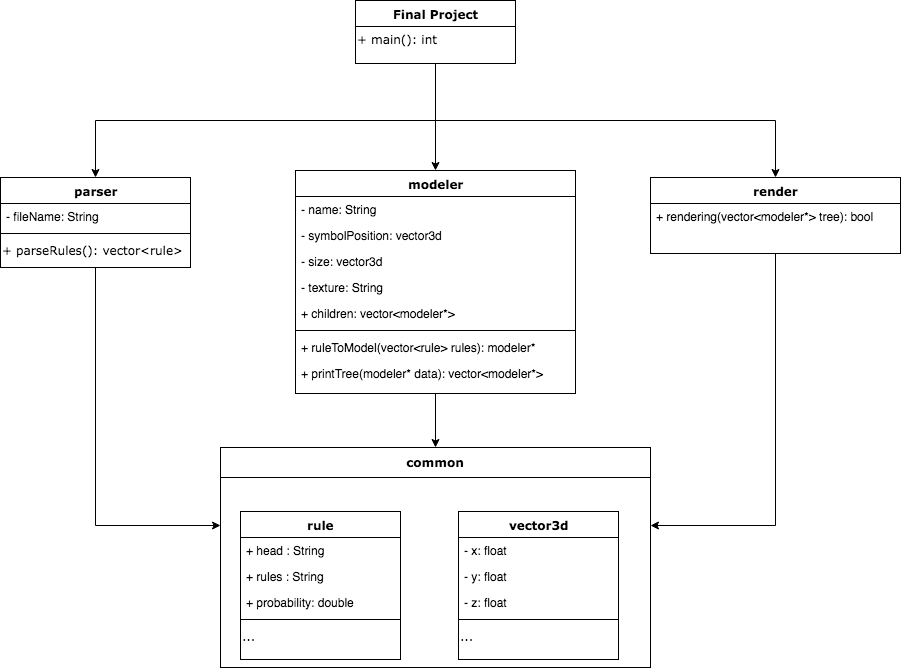 Final Project
+ main(): int
parser
- fileName: String
+ parseRules(): vector<rule>
modeler
- name: String
- symbolPosition: vector3d
- size: vector3d
- texture: String
+ children: vector<modeler*>
+ ruleToModel(vector<rule> rules): modeler*
+ printTree(modeler* data): vector<modeler*>
render
+ rendering(vector<modeler*> tree): bool
common
rule
+ head : String
+ rules : String
+ probability: double
...
vector3d
- x: float
- y: float
- z: float
...